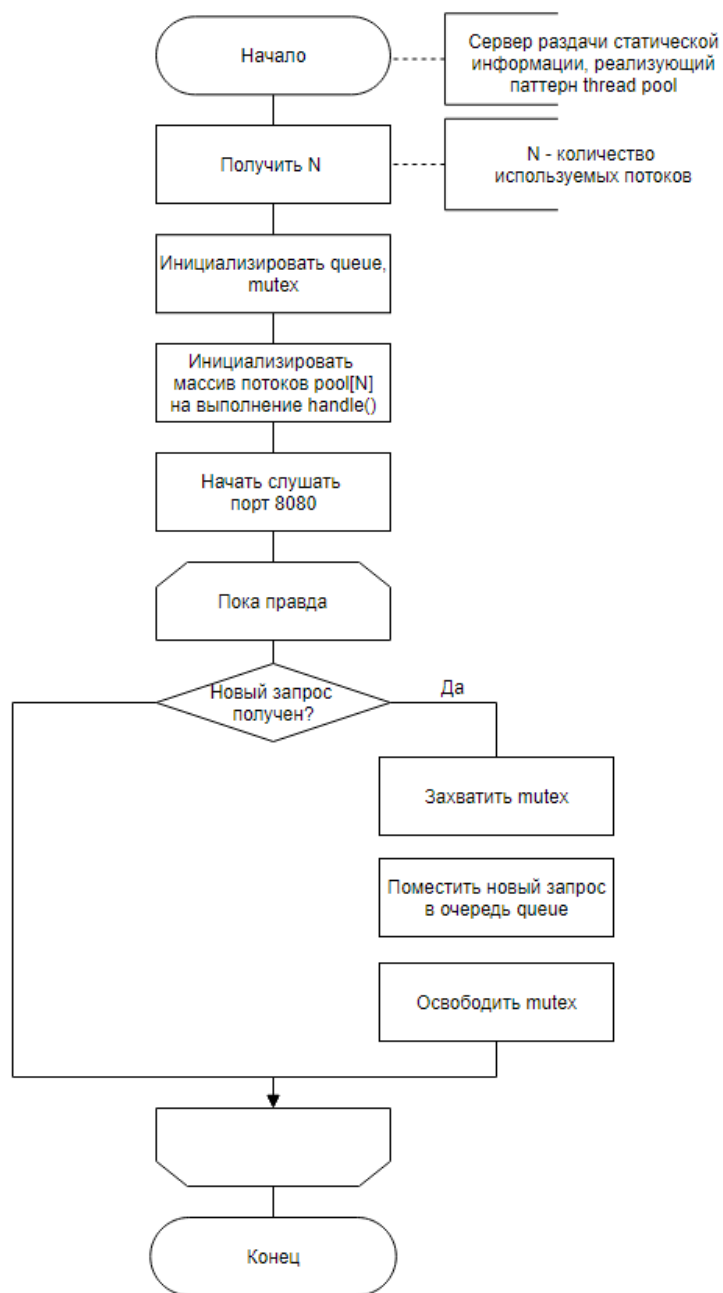 Начало
Сервер раздачи статической
информации, реализующий
паттерн thread pool
Получить N
N - количество
используемых потоков
Инициализировать queue,
mutex
Инициализировать
массив потоков pool[N]
на выполнение handle()
Начать слушать
порт 8080
Пока правда
Новый запрос
получен?
Да
Захватить mutex
Поместить новый запрос
в очередь queue
Освободить mutex
Конец